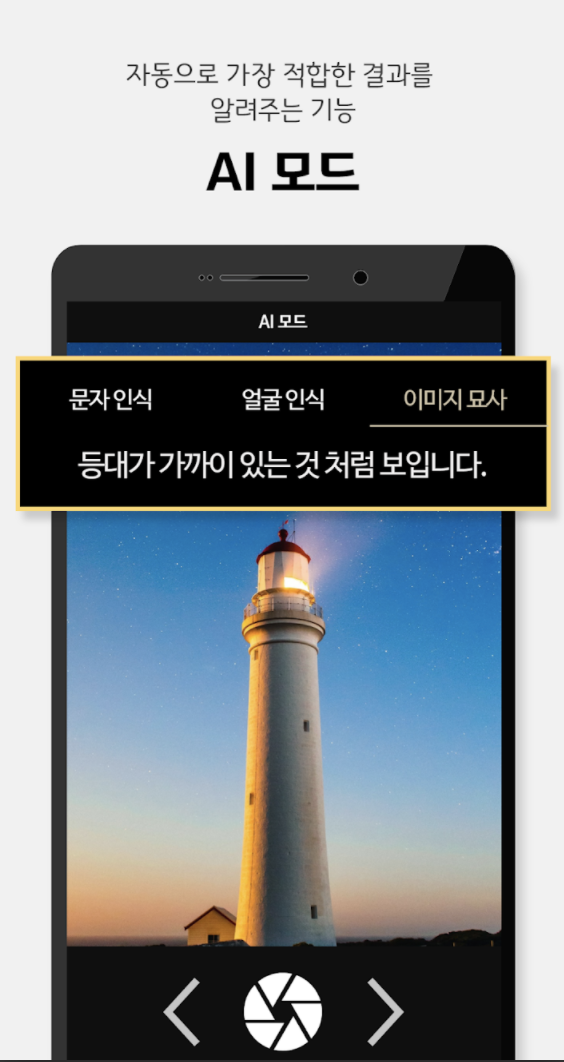 자동으로 가장 적합한 결과를
알려주는 기능
AI 모드
AI 모드
문자 인식 얼굴 인식 이미지 묘사
등대가 가까이 있는 것 처럼 보입니다.